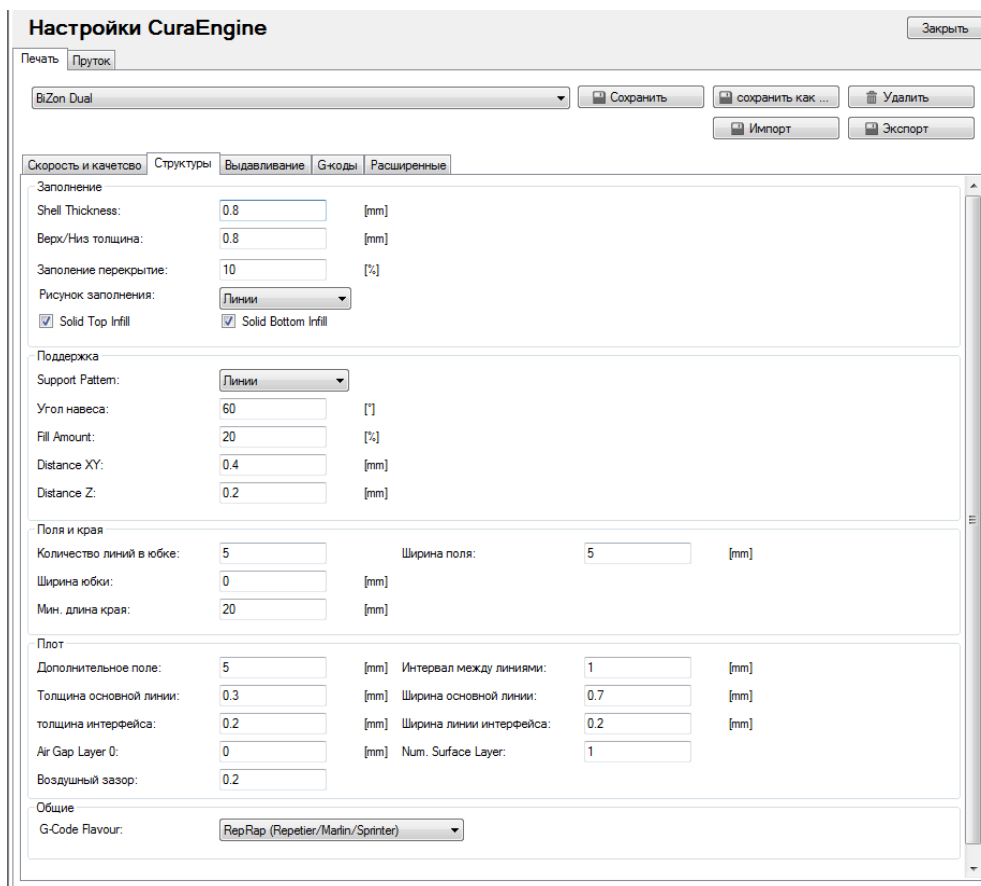 Настройки CuraEngine
Закрыть
Печать Пруток
BiZon Dual Сохранить сохранить как ... Удалить
Импорт Экспорт
Скорость и качетсво Структуры Выдавливание G-коды Расширенные
Заполнение
Shell Thickness: 0.8 [mm]
Верх/Низ толщина: 0.8 [mm]
Заполение перекрытие: 10 [%]
Рисунок заполнения: Линии
Solid Top Infill Solid Bottom Infill
Поддержка
Support Pattern: Линии
Угол навеса: 60 [°]
Fill Amount: 20 [%]
Distance XY: 0.4 [mm]
Distance Z: 0.2 [mm]
Поля и края
Количество линий в юбке: 5 Ширина поля: 5 [mm]
Ширина юбки: 0 [mm]
Мин. длина края: 20 [mm]
Плот
Дополнительное поле: 5 [mm] Интервал между линиями: 1 [mm]
Толщина основной линии: 0.3 [mm] Ширина основной линии: 0.7 [mm]
толщина интерфейса: 0.2 [mm] Ширина линии интерфейса: 0.2 [mm]
Air Gap Layer 0: 0 [mm] Num. Surface Layer: 1
Воздушный зазор: 0.2
Общие
G-Code Flavour: RepRap (Repetier/Marlin/Sprinter)